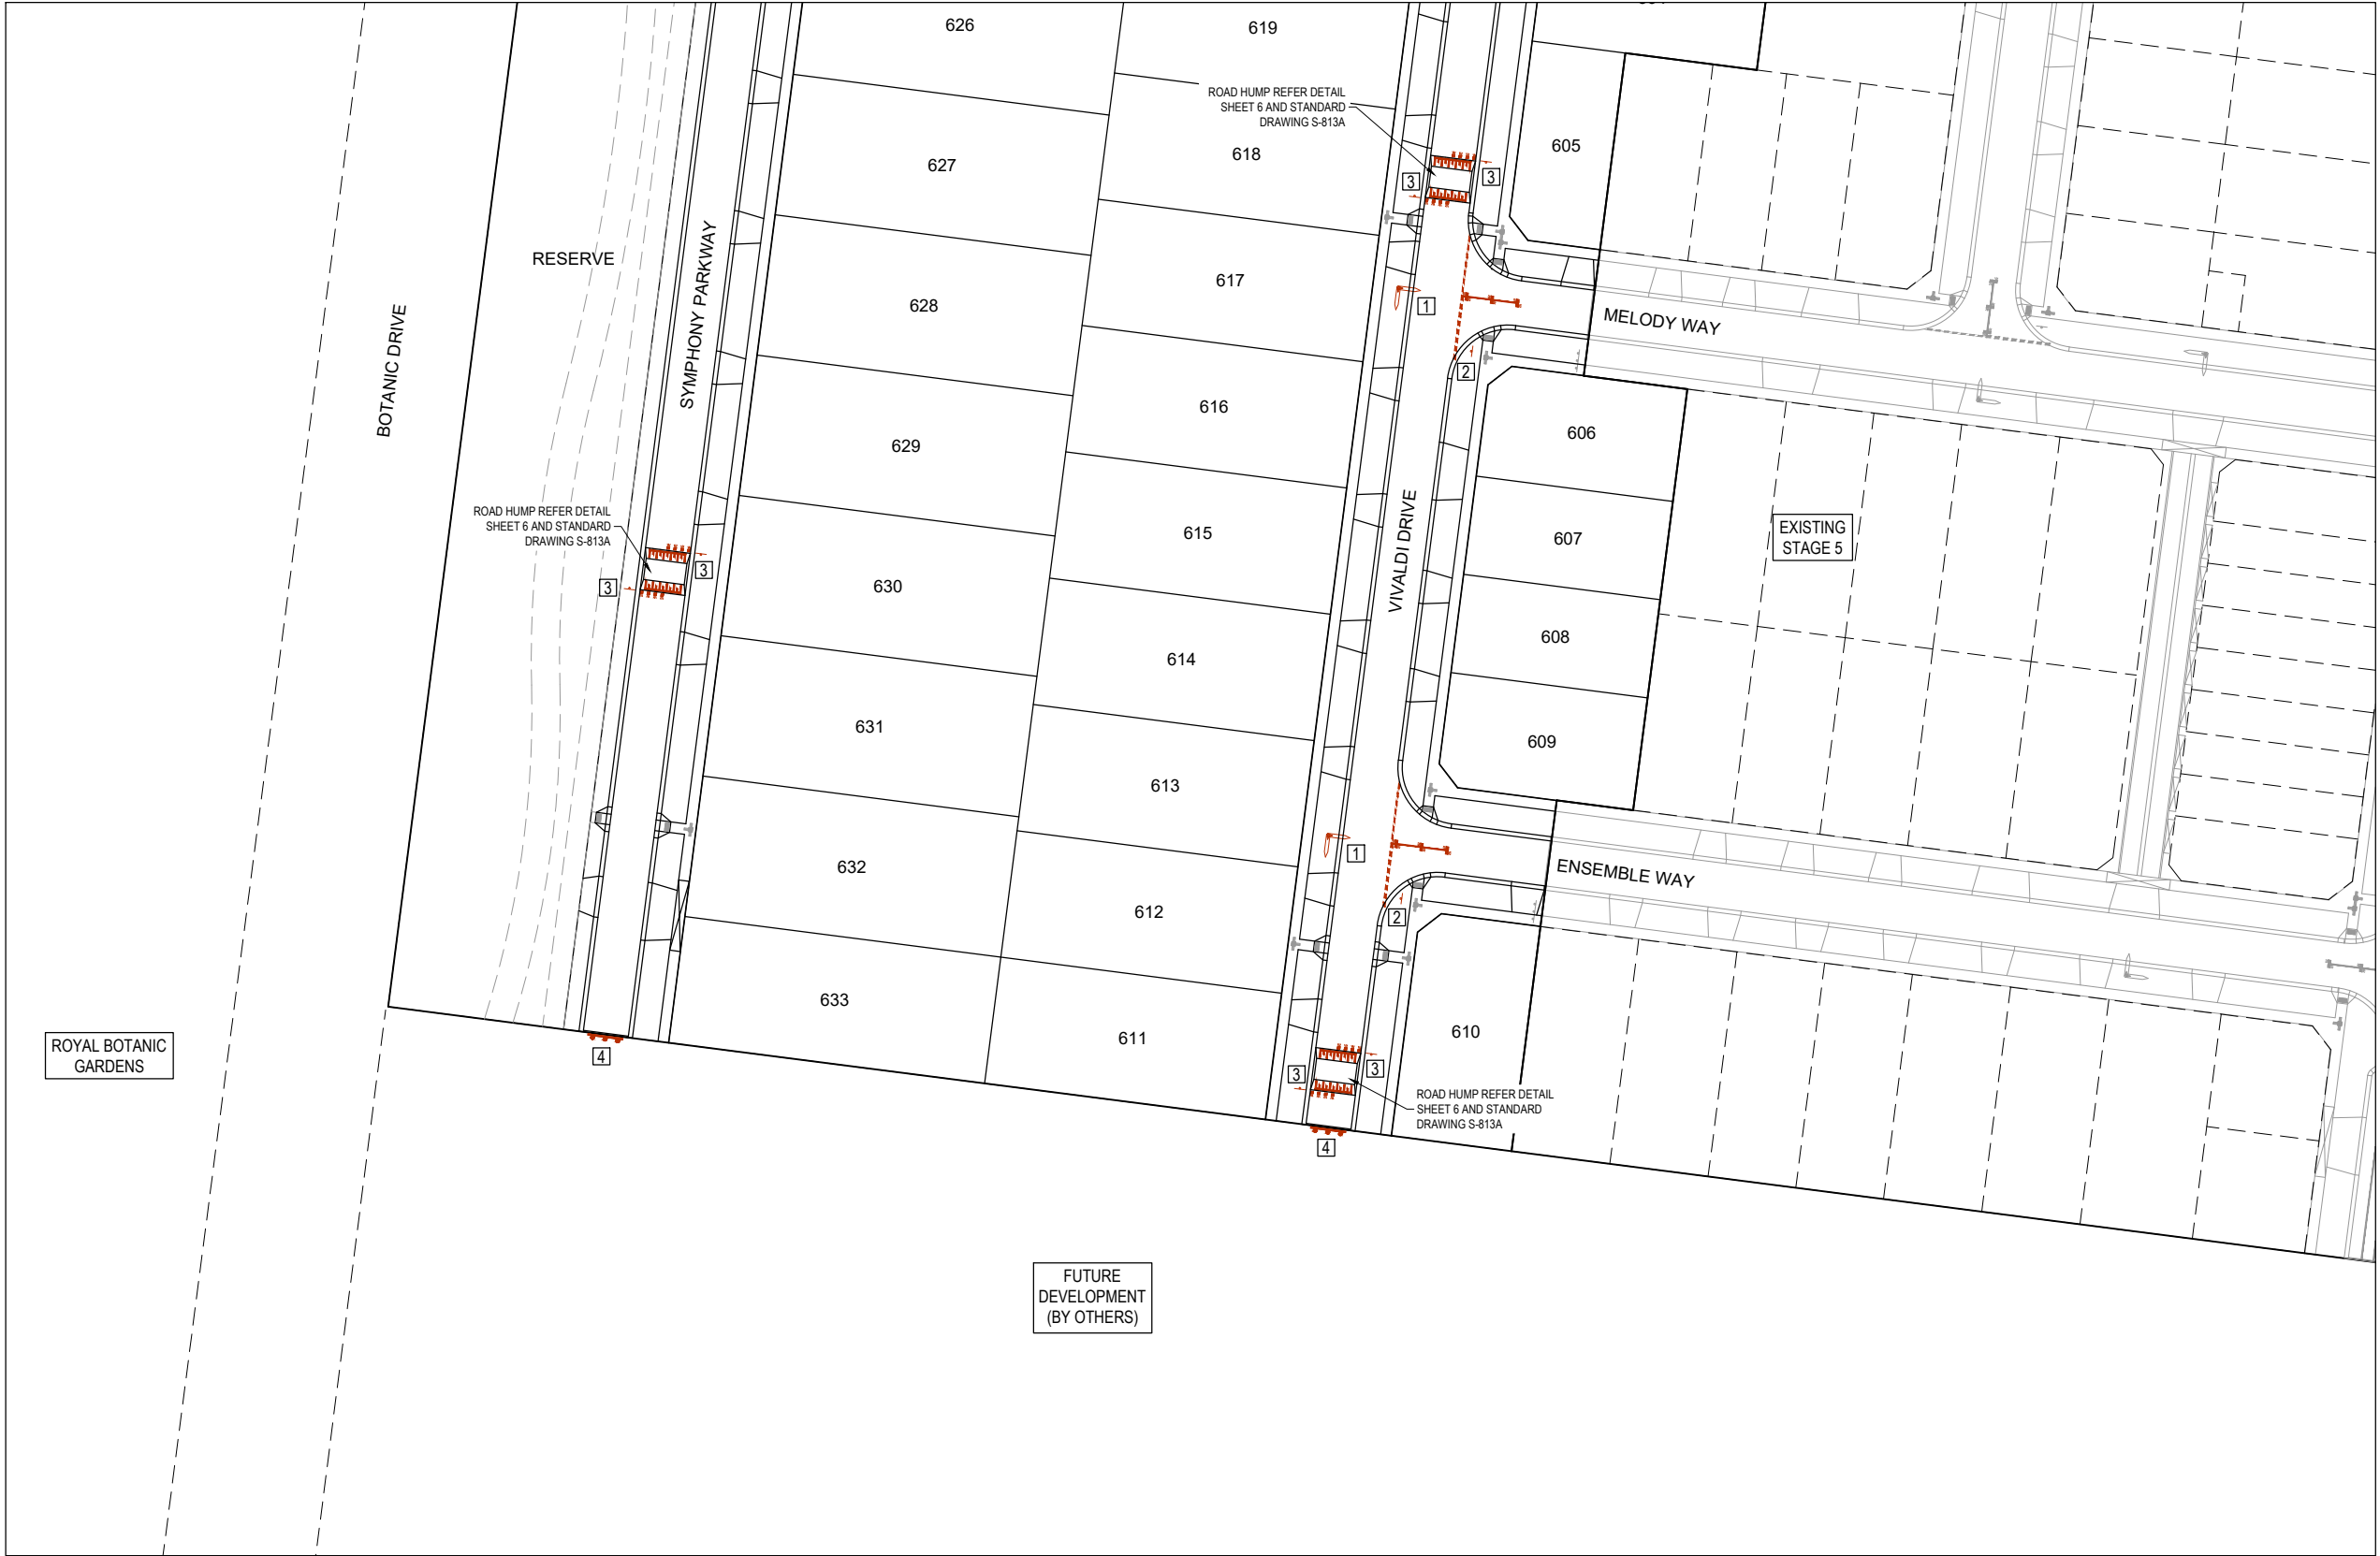 626
619
ROAD HUMP REFER DETAIL
SHEET 6 AND STANDARD
DRAWING S-813A
605
618
627
3
3
RESERVE
SYMPHONY PARKWAY
617
628
1
MELODY WAY
BOTANIC DRIVE
2
616
606
629
VIVALDI DRIVE
ROAD HUMP REFER DETAIL
SHEET 6 AND STANDARD
DRAWING S-813A
615
607
EXISTING
STAGE 5
3
3
630
608
614
631
609
613
1
ENSEMBLE WAY
632
612
2
633
611
610
ROYAL BOTANIC
GARDENS
4
3
3
ROAD HUMP REFER DETAIL
SHEET 6 AND STANDARD
DRAWING S-813A
4
FUTURE
DEVELOPMENT
(BY OTHERS)